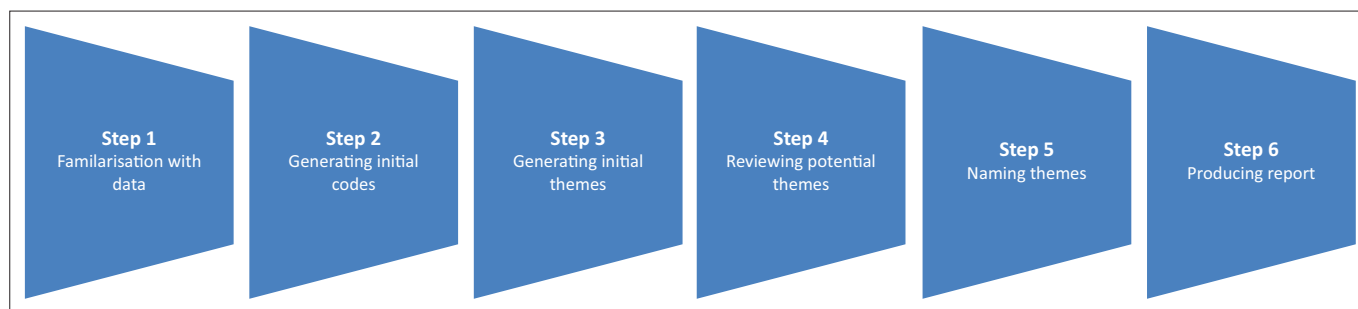 Step 1
Familarisation with
data
Step 2
Generating initial
codes
Step 3
Generating initial
themes
Step 4
Reviewing potential
themes
Step 5
Naming themes
Step 6
Producing report